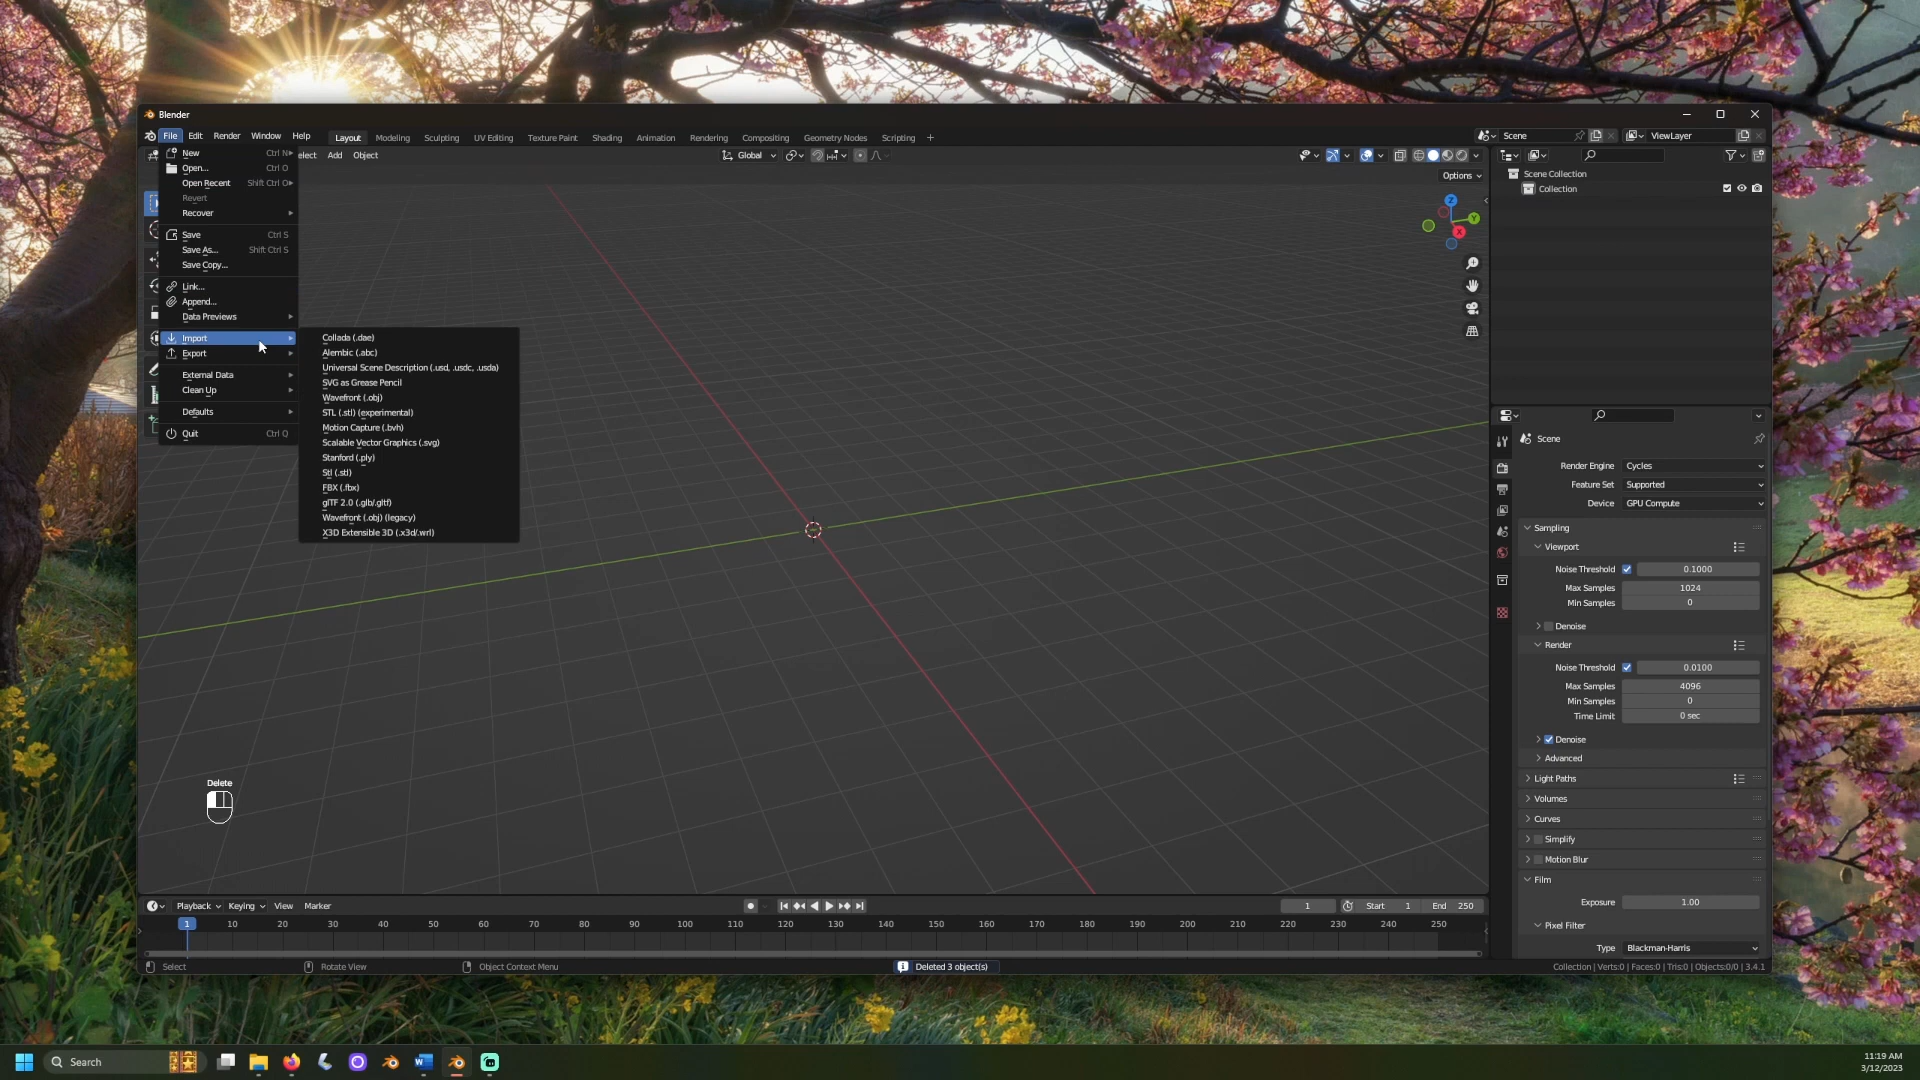 Blender
File Edit Render Window Help Layout Modeling Sculpting UV Editing Texture Paint Shading Animation Rendering Compositing Geometry Nodes Scripting + Scene ViewLayer
New Ctrl N
elect Add Object Global
Open... Ctrl O
Open Recent Shift Ctrl O
Revert
Recover
Save Ctrl S
Save As... Shift Ctrl S
Save Copy...
Link...
Append...
Data Previews
Import
Export
External Data
Clean Up
Defaults
Quit Ctrl Q
Collada (.dae)
Alembic (.abc)
Universal Scene Description (.usd, .usdc, .usda)
SVG as Grease Pencil
Wavefront (.obj)
STL (.stl) (experimental)
Motion Capture (.bvh)
Scalable Vector Graphics (.svg)
Stanford (.ply)
Stl (.stl)
FBX (.fbx)
glTF 2.0 (.glb/.gltf)
Wavefront (.obj) (legacy)
X3D Extensible 3D (.x3d/.wrl)
Options
Z
Y
X
Scene Collection
Collection
Scene
Render Engine Cycles
Feature Set Supported
Device GPU Compute
Sampling
Viewport
Noise Threshold 0.1000
Max Samples 1024
Min Samples 0
Denoise
Render
Noise Threshold 0.0100
Max Samples 4096
Min Samples 0
Time Limit 0 sec
Denoise
Advanced
Light Paths
Volumes
Curves
Simplify
Motion Blur
Film
Exposure 1.00
Pixel Filter
Type Blackman-Harris
Delete
Playback Keying View Marker 1 Start 1 End 250
1 10 20 30 40 50 60 70 80 90 100 110 120 130 140 150 160 170 180 190 200 210 220 230 240 250
Select Rotate View Object Context Menu Deleted 3 object(s) Collection | Verts:0 | Faces:0 | Tris:0 | Objects:0/0 | 3.4.1
Search
11:19 AM
3/12/2023